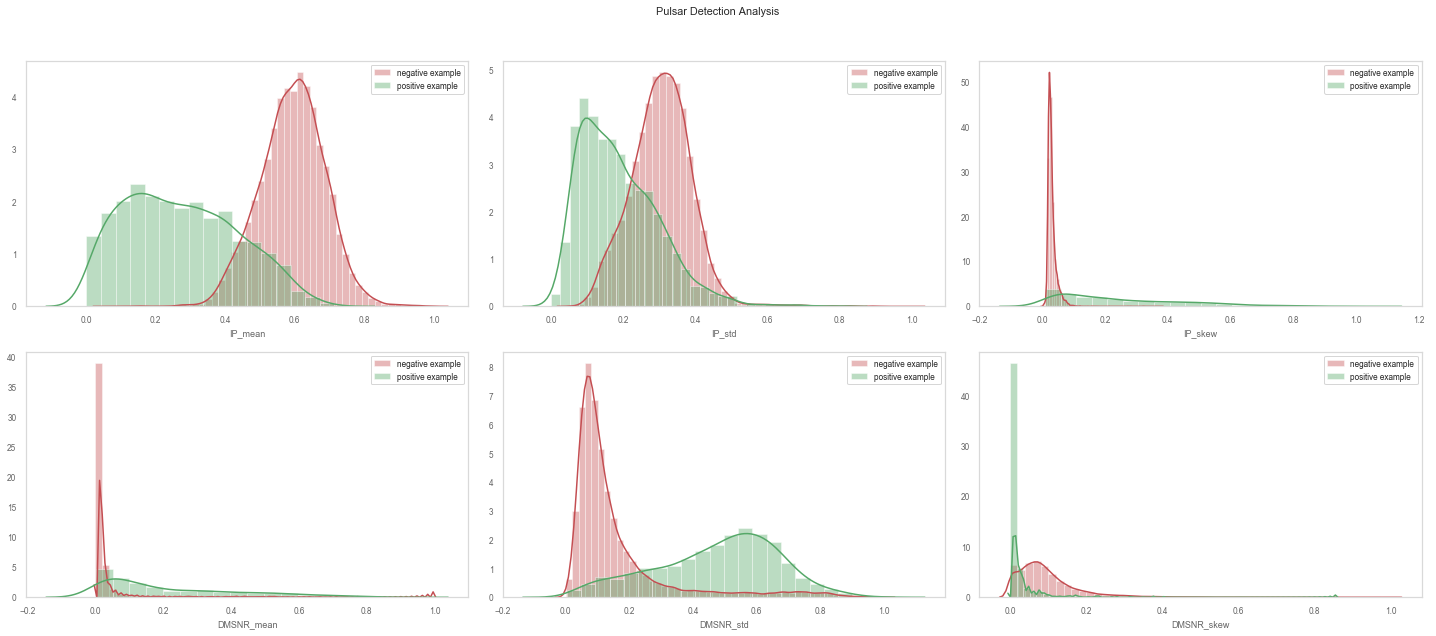 Pulsar Detection Analysis
negative example
positive example
4
3
2
1
0
0.0 0.2 0.4 0.6 0.8 1.0
IP_mean
negative example
positive example
5
4
3
2
1
0
0.0 0.2 0.4 0.6 0.8 1.0
IP_std
negative example
positive example
50
40
30
20
10
0
−0.2 0.0 0.2 0.4 0.6 0.8 1.0 1.2
IP_skew
negative example
positive example
40
35
30
25
20
15
10
5
0
−0.2 0.0 0.2 0.4 0.6 0.8 1.0
DMSNR_mean
negative example
positive example
8
7
6
5
4
3
2
1
0
−0.2 0.0 0.2 0.4 0.6 0.8 1.0
DMSNR_std
negative example
positive example
40
30
20
10
0
0.0 0.2 0.4 0.6 0.8 1.0
DMSNR_skew